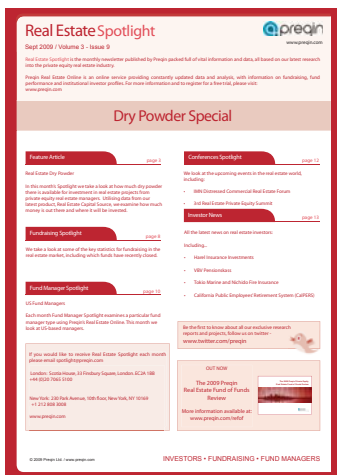 Real Estate Spotlight
preqin
Sept 2009 / Volume 3 - Issue 9
www.preqin.com
Real Estate Spotlight is the monthly newsletter published by Preqin packed full of vital information and data, all based on our latest research
into the private equity real estate industry.
Preqin Real Estate Online is an online service providing constantly updated data and analysis, with information on fundraising, fund
performance and institutional investor profiles. For more information and to register for a free trial, please visit:
www.preqin.com
Dry Powder Special
Feature Article
page 3
Real Estate Dry Powder
In this month's Spotlight we take a look at how much dry powder
there is available for investment in real estate projects from
private equity real estate managers. Utilising data from our
latest product, Real Estate Capital Source, we examine how much
money is out there and where it will be invested.
Fundraising Spotlight
page 8
We take a look at some of the key statistics for fundraising in the
real estate market, including which funds have recently closed.
Fund Manager Spotlight
page 10
US Fund Managers
Each month Fund Manager Spotlight examines a particular fund
manager type using Preqin's Real Estate Online. This month we
look at US-based managers.
If you would like to receive Real Estate Spotlight each month
please email spotlight@preqin.com
London: Scotia House, 33 Finsbury Square, London. EC2A 1BB
+44 (0)20 7065 5100
New York: 230 Park Avenue, 10th floor, New York, NY 10169
+1 212 808 3008
www.preqin.com
Conferences Spotlight
page 12
We look at the upcoming events in the real estate world,
including:
• IMN Distressed Commercial Real Estate Forum
• 3rd Real Estate Private Equity Summit
Investor News
page 13
All the latest news on real estate investors:
Including...
• Harel Insurance Investments
• VBV Pensionskass
• Tokio Marine and Nichido Fire Insurance
• California Public Employees' Retirement System (CalPERS)
Be the first to know about all our exclusive research
reports and projects, follow us on twitter -
www.twitter.com/preqin
OUT NOW
The 2009 Preqin
Real Estate Fund of Funds
Review
More information available at:
www.preqin.com/refof
© 2009 Preqin Ltd. / www.preqin.com
INVESTORS • FUNDRAISING • FUND MANAGERS